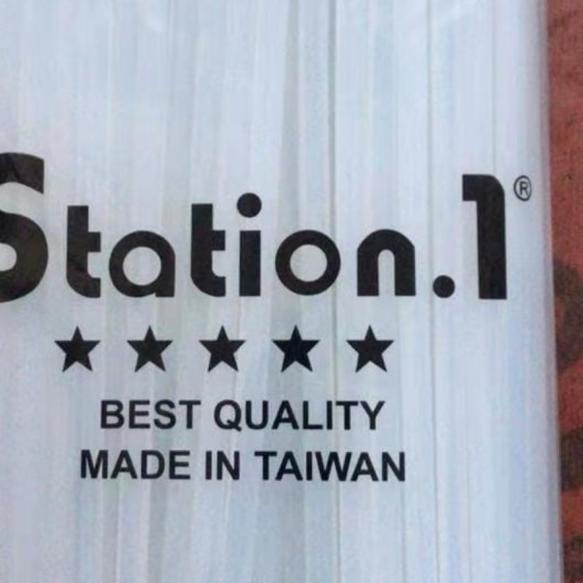 Station.1®
★★★★★
BEST QUALITY
MADE IN TAIWAN